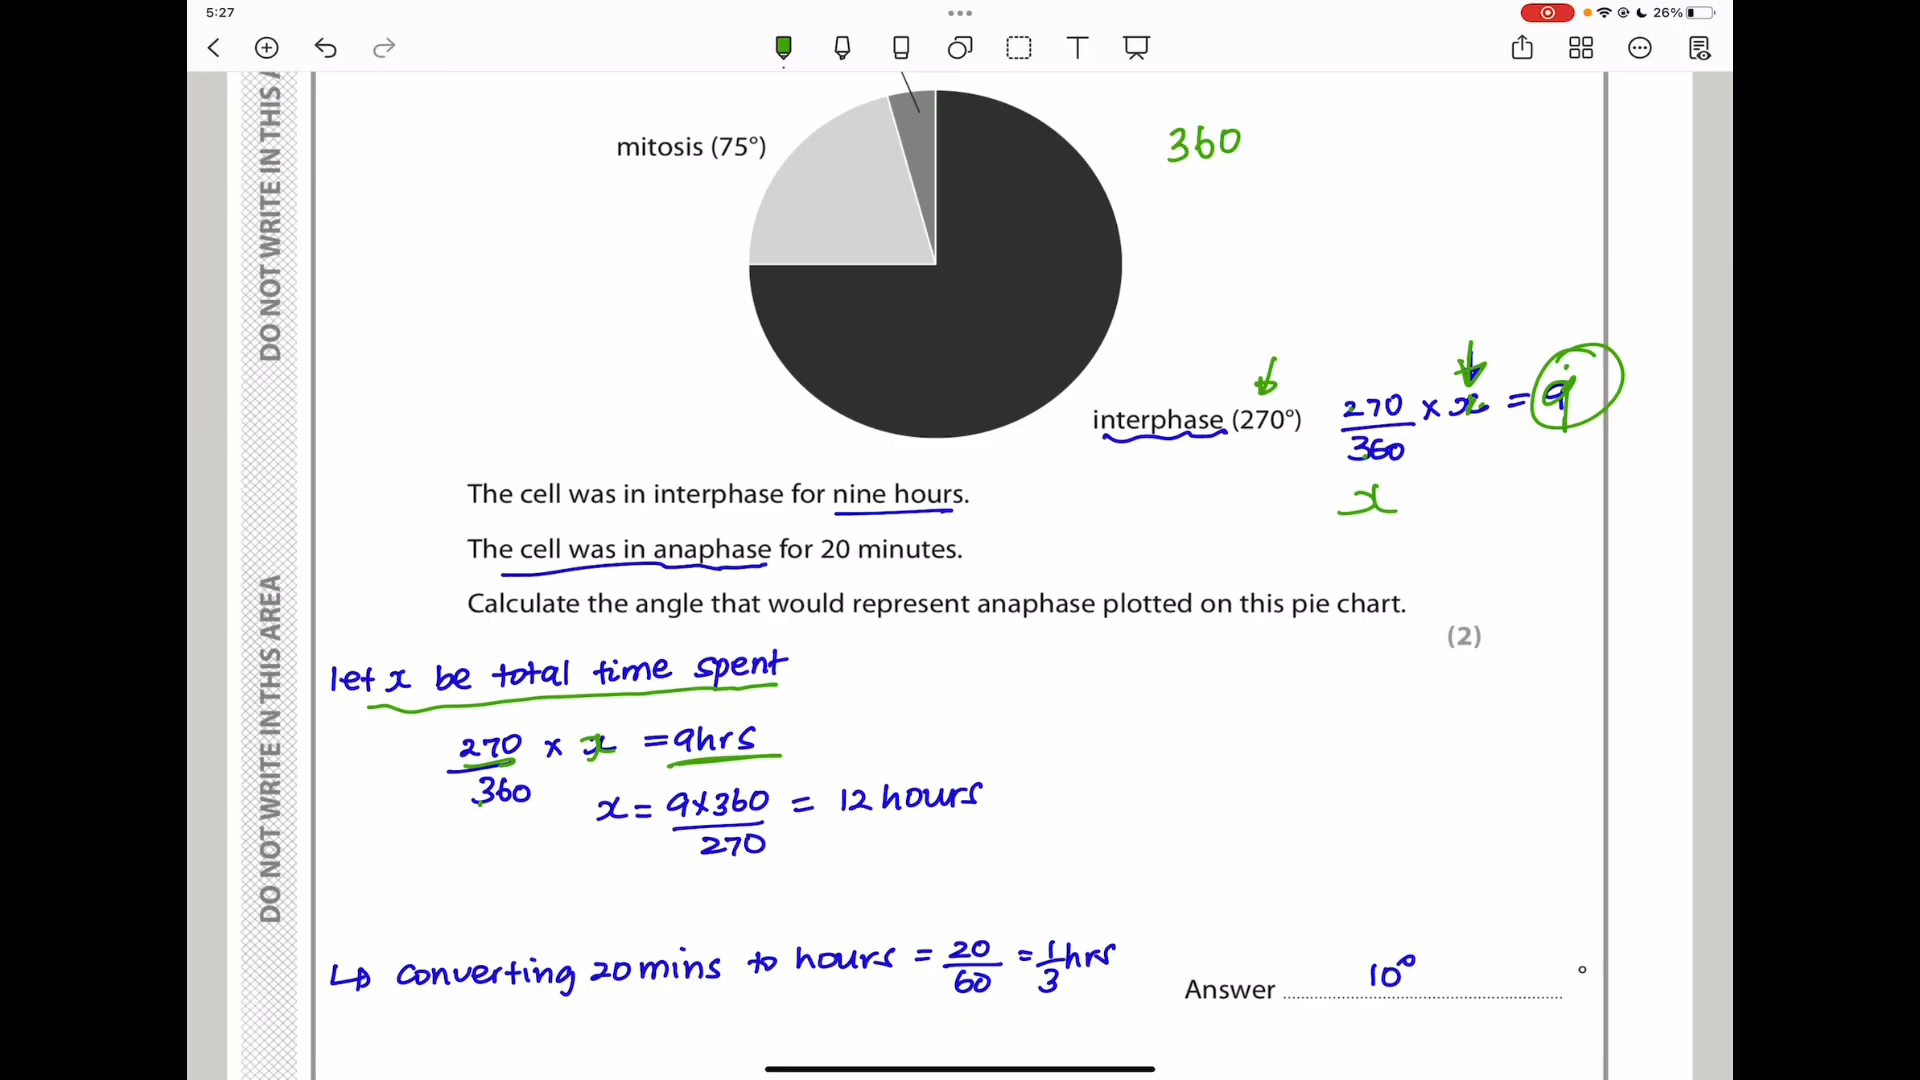 5:27
26%
DO NOT WRITE IN THIS A
mitosis (75°)
360
interphase (270°)
270/360 x x = 9
x
The cell was in interphase for nine hours.
The cell was in anaphase for 20 minutes.
Calculate the angle that would represent anaphase plotted on this pie chart.
(2)
DO NOT WRITE IN THIS AREA
let x be total time spent
270/360 x x = 9hrs
x = 9x360/270 = 12 hours
↳ converting 20 mins to hours = 20/60 = 1/3 hrs
Answer 10° °